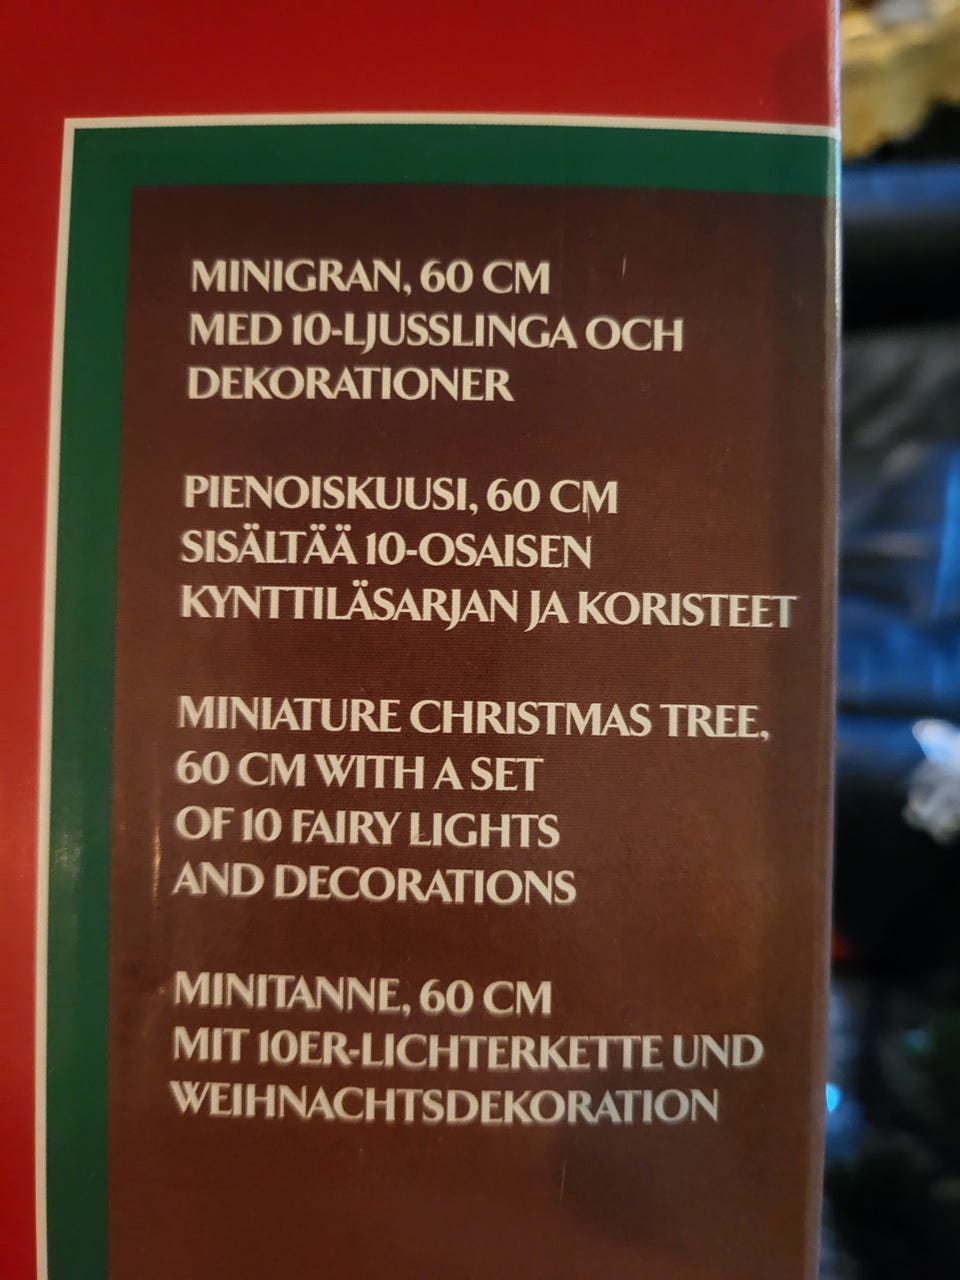 MINIGRAN, 60 CM
MED 10-LJUSSLINGA OCH
DEKORATIONER
PIENOISKUUSI, 60 CM
SISÄLTÄÄ 10-OSAISEN
KYNTTILÄSARJAN JA KORISTEET
MINIATURE CHRISTMAS TREE,
60 CM WITH A SET
OF 10 FAIRY LIGHTS
AND DECORATIONS
MINITANNE, 60 CM
MIT 10ER-LICHTERKETTE UND
WEIHNACHTSDEKORATION